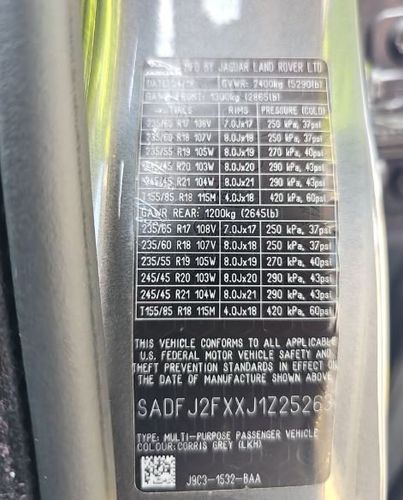 MFD BY JAGUAR LAND ROVER LTD
GVWR: 2400kg (5290lb)
GAWR FRONT: 1300kg (2865lb)
TYRES RIMS PRESSURE (COLD)
235/65 R17 108V 7.0Jx17 250 kPa, 37psi
235/60 R18 107V 8.0Jx18 250 kPa, 37psi
235/55 R19 105W 8.0Jx19 270 kPa, 40psi
245/45 R20 103W 8.0Jx20 290 kPa, 43psi
245/45 R21 104W 8.0Jx21 290 kPa, 43psi
T155/85 R18 115M 4.0Jx18 420 kPa, 60psi
GAWR REAR: 1200kg (2645lb)
235/65 R17 108V 7.0Jx17 250 kPa, 37psi
235/60 R18 107V 8.0Jx18 250 kPa, 37psi
235/55 R19 105W 8.0Jx19 270 kPa, 40psi
245/45 R20 103W 8.0Jx20 290 kPa, 43psi
245/45 R21 104W 8.0Jx21 290 kPa, 43psi
T155/85 R18 115M 4.0Jx18 420 kPa, 60psi
THIS VEHICLE CONFORMS TO ALL APPLICABLE
U.S. FEDERAL MOTOR VEHICLE SAFETY AND
THEFT PREVENTION STANDARDS IN EFFECT
SADFJ2FXXJ1Z25263
TYPE: MULTI-PURPOSE PASSENGER VEHICLE
COLOUR: CORRIS GREY (LKH)
J9C3-1532-BAA